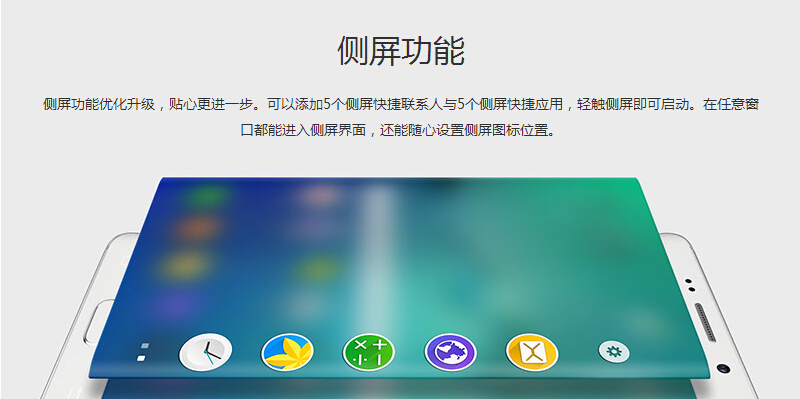 侧屏功能
侧屏功能优化升级，贴心更进一步。可以添加5个侧屏快捷联系人与5个侧屏快捷应用，轻触侧屏即可启动。在任意窗
口都能进入侧屏界面，还能随心设置侧屏图标位置。